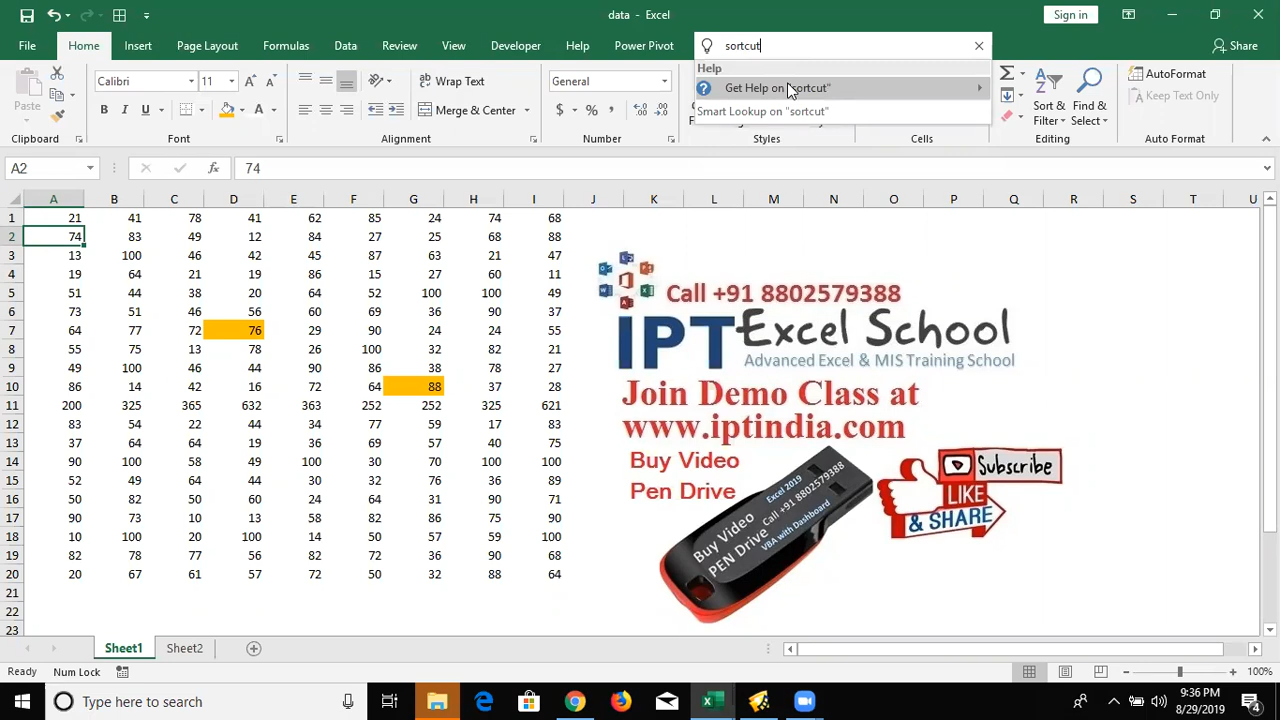 data - Excel
Sign in
File Home Insert Page Layout Formulas Data Review View Developer Help Power Pivot sortcut Share
Help
Get Help on "sortcut"
Smart Lookup on "sortcut"
Paste
Calibri 11
B I U
Wrap Text
Merge & Center
General
$ % ,
Sort & Filter
Find & Select
AutoFormat
Clipboard Font Alignment Number Styles Cells Editing Auto Format
A2 fx 74
A B C D E F G H I J K L M N O P Q R S T U
1 21 41 78 41 62 85 24 74 68
2 74 83 49 12 84 27 25 68 88
3 13 100 46 42 45 87 63 21 47
4 19 64 21 19 86 15 27 60 11
5 51 44 38 20 64 52 100 100 49
6 73 51 46 56 60 69 36 90 37
7 64 77 72 76 29 90 24 24 55
8 55 75 13 78 26 100 32 82 21
9 49 100 46 44 90 86 38 78 27
10 86 14 42 16 72 64 88 37 28
11 200 325 365 632 363 252 252 325 621
12 83 54 22 44 34 77 59 17 83
13 37 64 64 19 36 69 57 40 75
14 90 100 58 49 100 30 70 100 100
15 52 49 64 44 30 32 76 36 89
16 50 82 50 60 24 64 31 90 71
17 90 73 10 13 58 82 86 75 90
18 10 100 20 100 14 50 57 59 100
19 82 78 77 56 82 72 36 90 68
20 20 67 61 57 72 50 32 88 64
21
22
23
Call +91 8802579388
IPT Excel School
Advanced Excel & MIS Training School
Join Demo Class at
www.iptindia.com
Buy Video
Pen Drive
Buy Video
PEN Drive
Excel 2019
Call +91 8802579388
VBA with Dashboard
Subscribe
LIKE
& SHARE
Sheet1 Sheet2
Ready Num Lock 100%
Type here to search
9:36 PM
8/29/2019
4